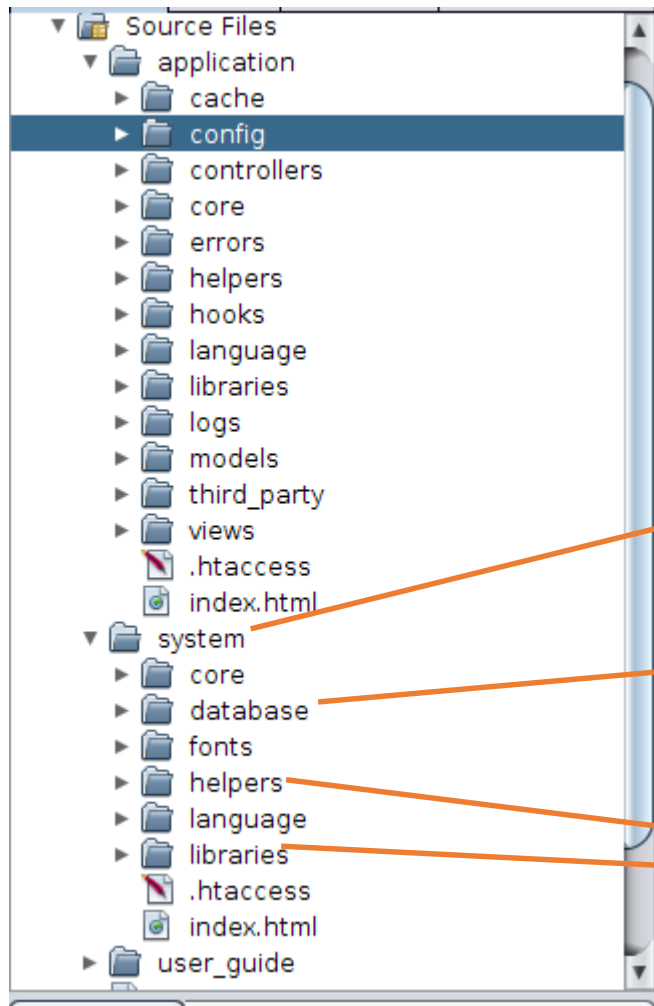 Source Files
application
cache
config
controllers
core
errors
helpers
hooks
language
libraries
logs
models
third_party
views
.htaccess
index.html
system
core
database
fonts
helpers
language
libraries
.htaccess
index.html
user_guide